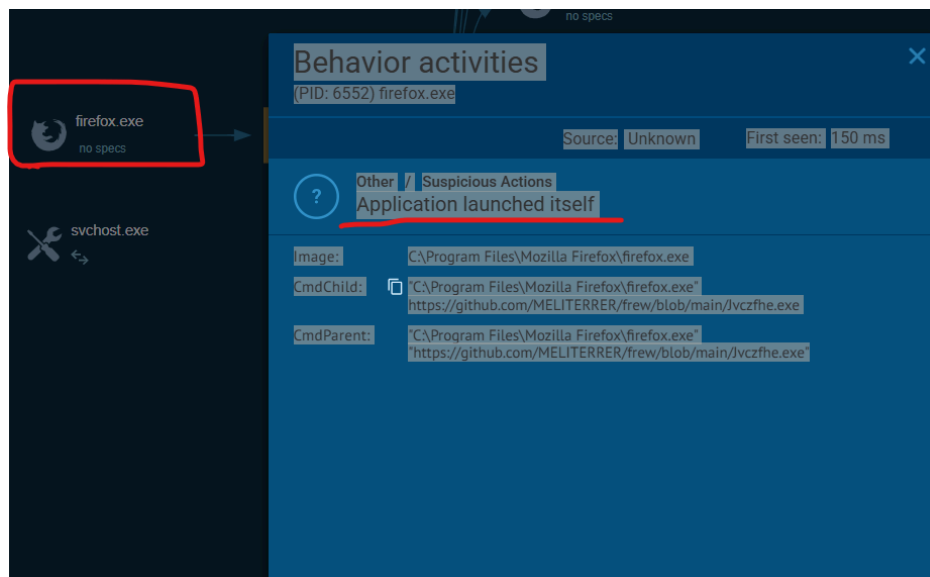 no specs
Behavior activities
(PID: 6552) firefox.exe
firefox.exe
no specs
Source: Unknown First seen: 150 ms
Other / Suspicious Actions
Application launched itself
svchost.exe
Image: C:\Program Files\Mozilla Firefox\firefox.exe
CmdChild: "C:\Program Files\Mozilla Firefox\firefox.exe"
https://github.com/MELITERRER/frew/blob/main/Jvczfhe.exe
CmdParent: "C:\Program Files\Mozilla Firefox\firefox.exe"
"https://github.com/MELITERRER/frew/blob/main/Jvczfhe.exe"